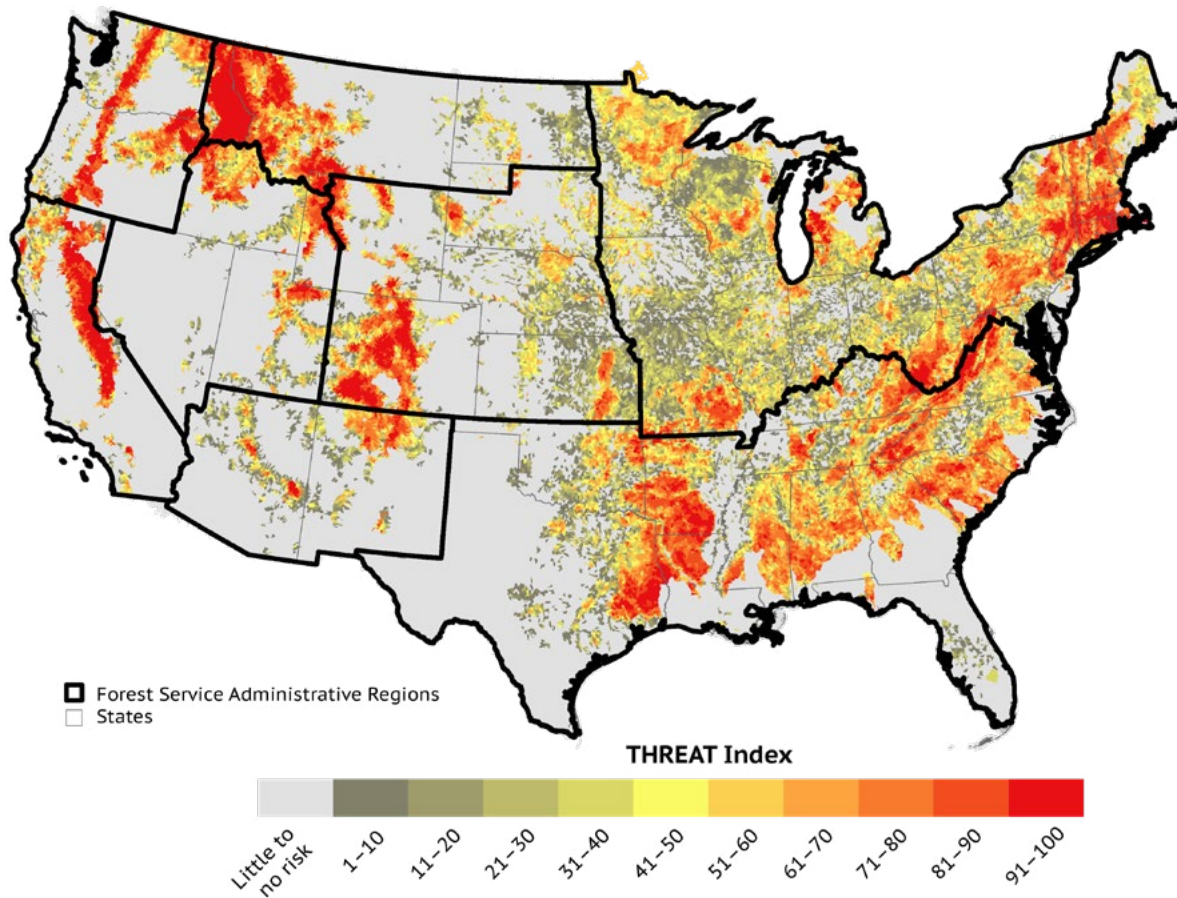 Forest Service Administrative Regions
States
THREAT Index
Little to
no risk
1–10
11–20
21–30
31–40
41–50
51–60
61–70
71–80
81–90
91–100